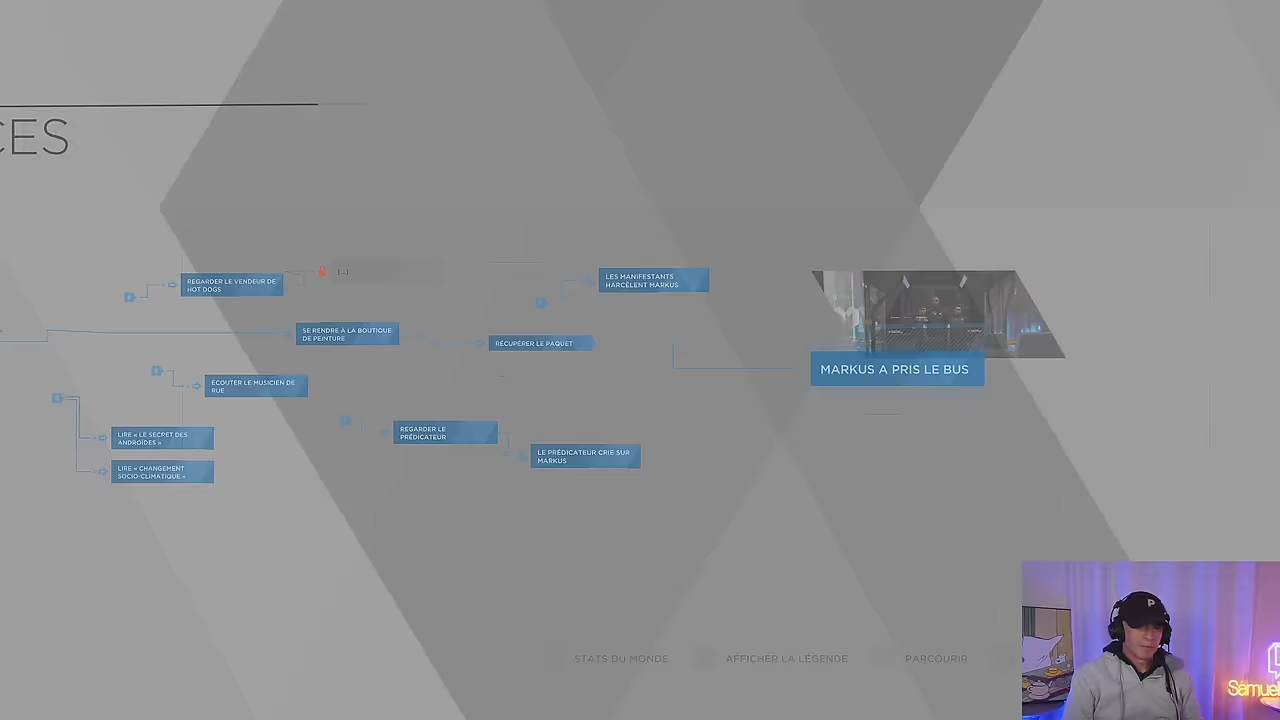 CES
REGARDER LE VENDEUR DE
HOT DOGS
[...]
LES MANIFESTANTS
HARCÈLENT MARKUS
SE RENDRE À LA BOUTIQUE
DE PEINTURE
RÉCUPÉRER LE PAQUET
MARKUS A PRIS LE BUS
ÉCOUTER LE MUSICIEN DE
RUE
LIRE « LE SECRET DES
ANDROÏDES »
REGARDER LE
PRÉDICATEUR
LE PRÉDICATEUR CRIE SUR
MARKUS
LIRE « CHANGEMENT
SOCIO-CLIMATIQUE »
STATS DU MONDE
AFFICHER LA LÉGENDE
PARCOURIR
P
Samuel